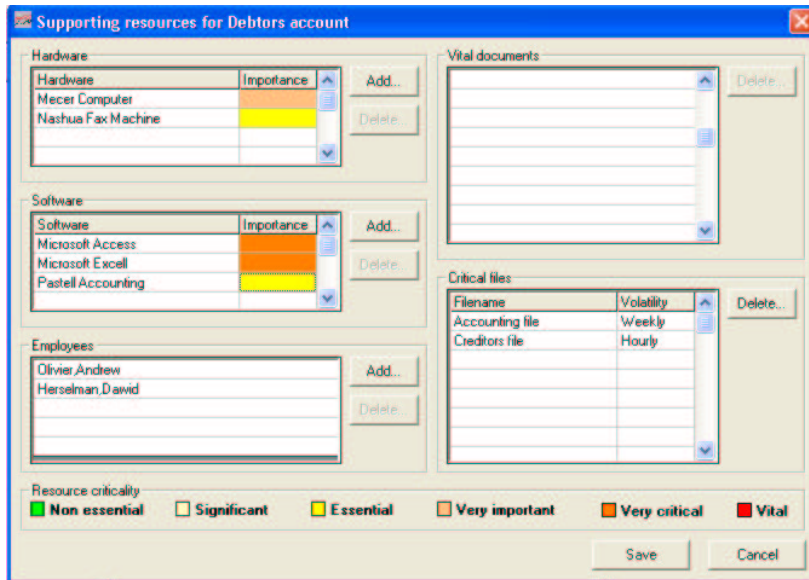 Supporting resources for Debtors account
Hardware
Hardware Importance
Mecer Computer
Nashua Fax Machine
Add...
Delete...
Software
Software Importance
Microsoft Access
Microsoft Excell
Pastell Accounting
Add...
Delete...
Employees
Olivier,Andrew
Herselman,Dawid
Add...
Delete...
Vital documents
Delete...
Critical files
Filename Volatility
Accounting file Weekly
Creditors file Hourly
Delete...
Resource criticality
Non essential Significant Essential Very important Very critical Vital
Save Cancel